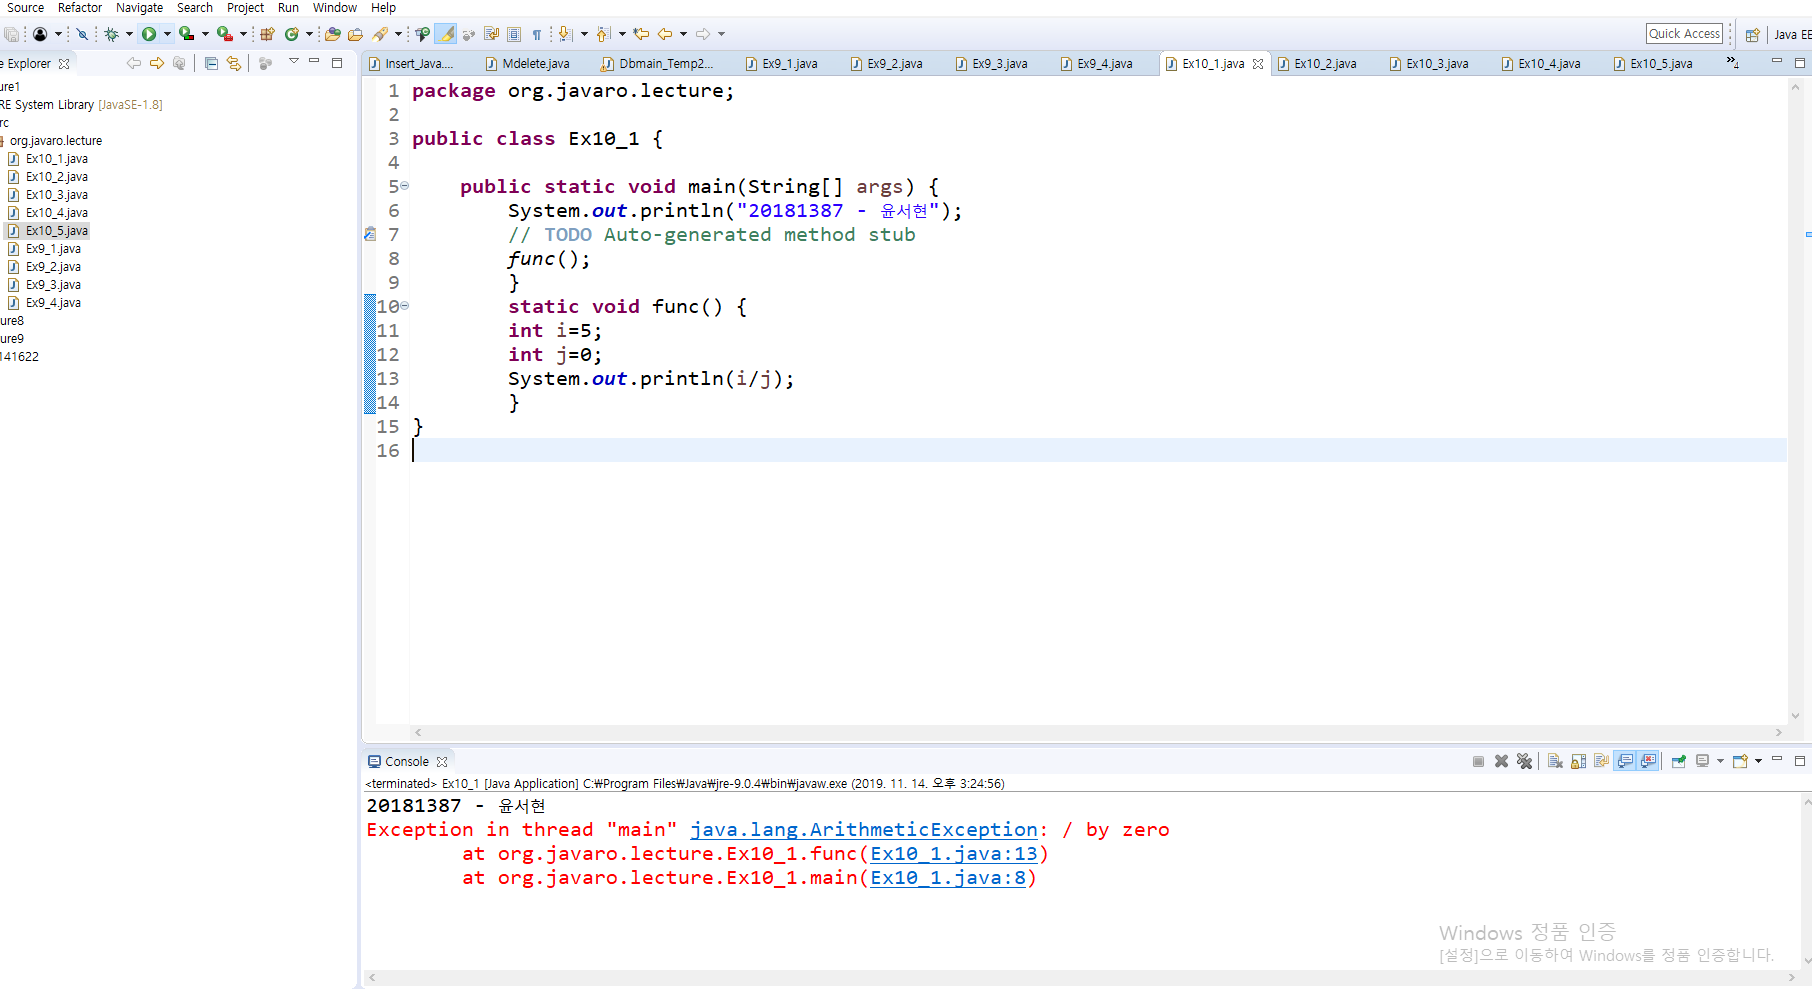 Source Refactor Navigate Search Project Run Window Help
Quick Access Java EE
e Explorer
Insert_Java.... Mdelete.java Dbmain_Temp2... Ex9_1.java Ex9_2.java Ex9_3.java Ex9_4.java Ex10_1.java Ex10_2.java Ex10_3.java Ex10_4.java Ex10_5.java »4
ure1
RE System Library [JavaSE-1.8]
rc
org.javaro.lecture
Ex10_1.java
Ex10_2.java
Ex10_3.java
Ex10_4.java
Ex10_5.java
Ex9_1.java
Ex9_2.java
Ex9_3.java
Ex9_4.java
ure8
ure9
141622
1 package org.javaro.lecture;
2
3 public class Ex10_1 {
4
5 public static void main(String[] args) {
6 System.out.println("20181387 - 윤서현");
7 // TODO Auto-generated method stub
8 func();
9 }
10 static void func() {
11 int i=5;
12 int j=0;
13 System.out.println(i/j);
14 }
15 }
16
Console
<terminated> Ex10_1 [Java Application] C:₩Program Files₩Java₩jre-9.0.4₩bin₩javaw.exe (2019. 11. 14. 오후 3:24:56)
20181387 - 윤서현
Exception in thread "main" java.lang.ArithmeticException: / by zero
at org.javaro.lecture.Ex10_1.func(Ex10_1.java:13)
at org.javaro.lecture.Ex10_1.main(Ex10_1.java:8)
Windows 정품 인증
[설정]으로 이동하여 Windows를 정품 인증합니다.